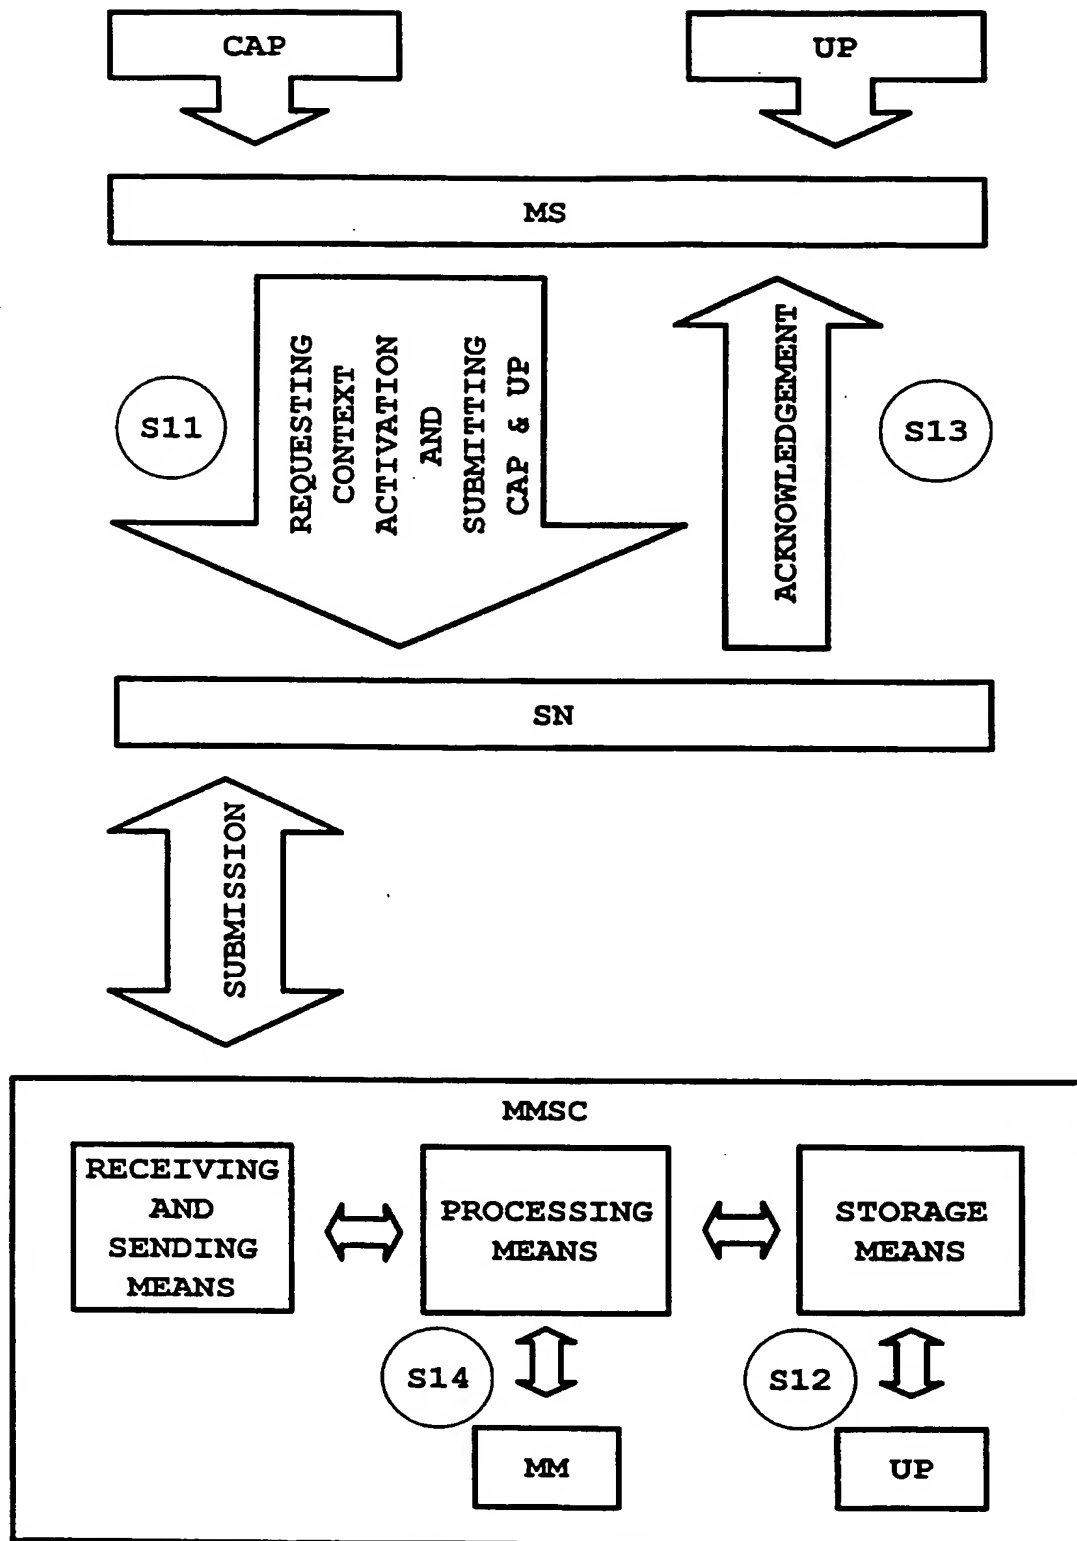 CAP
UP
MS
S11
REQUESTING
CONTEXT
ACTIVATION
AND
SUBMITTING
CAP & UP
ACKNOWLEDGEMENT
S13
SN
SUBMISSION
MMSC
RECEIVING
AND
SENDING
MEANS
PROCESSING
MEANS
STORAGE
MEANS
S14
S12
MM
UP